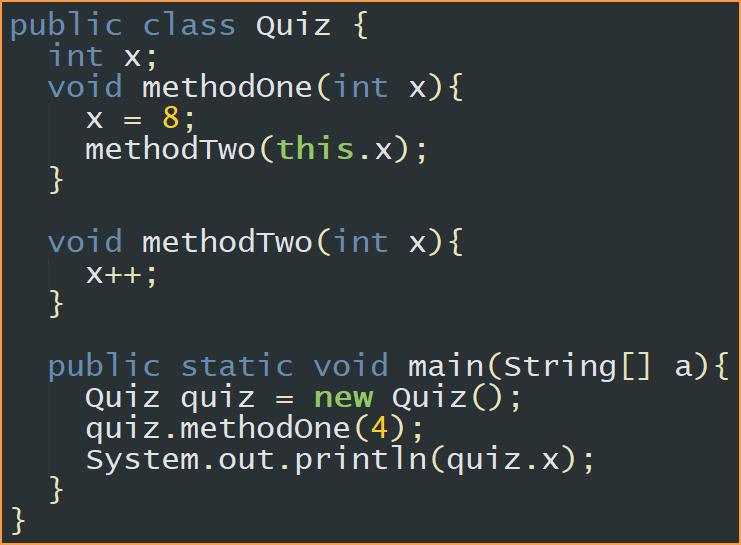 public class Quiz {
  int x;
  void methodOne(int x){
    x = 8;
    methodTwo(this.x);
  }

  void methodTwo(int x){
    x++;
  }

  public static void main(String[] a){
    Quiz quiz = new Quiz();
    quiz.methodOne(4);
    System.out.println(quiz.x);
  }
}